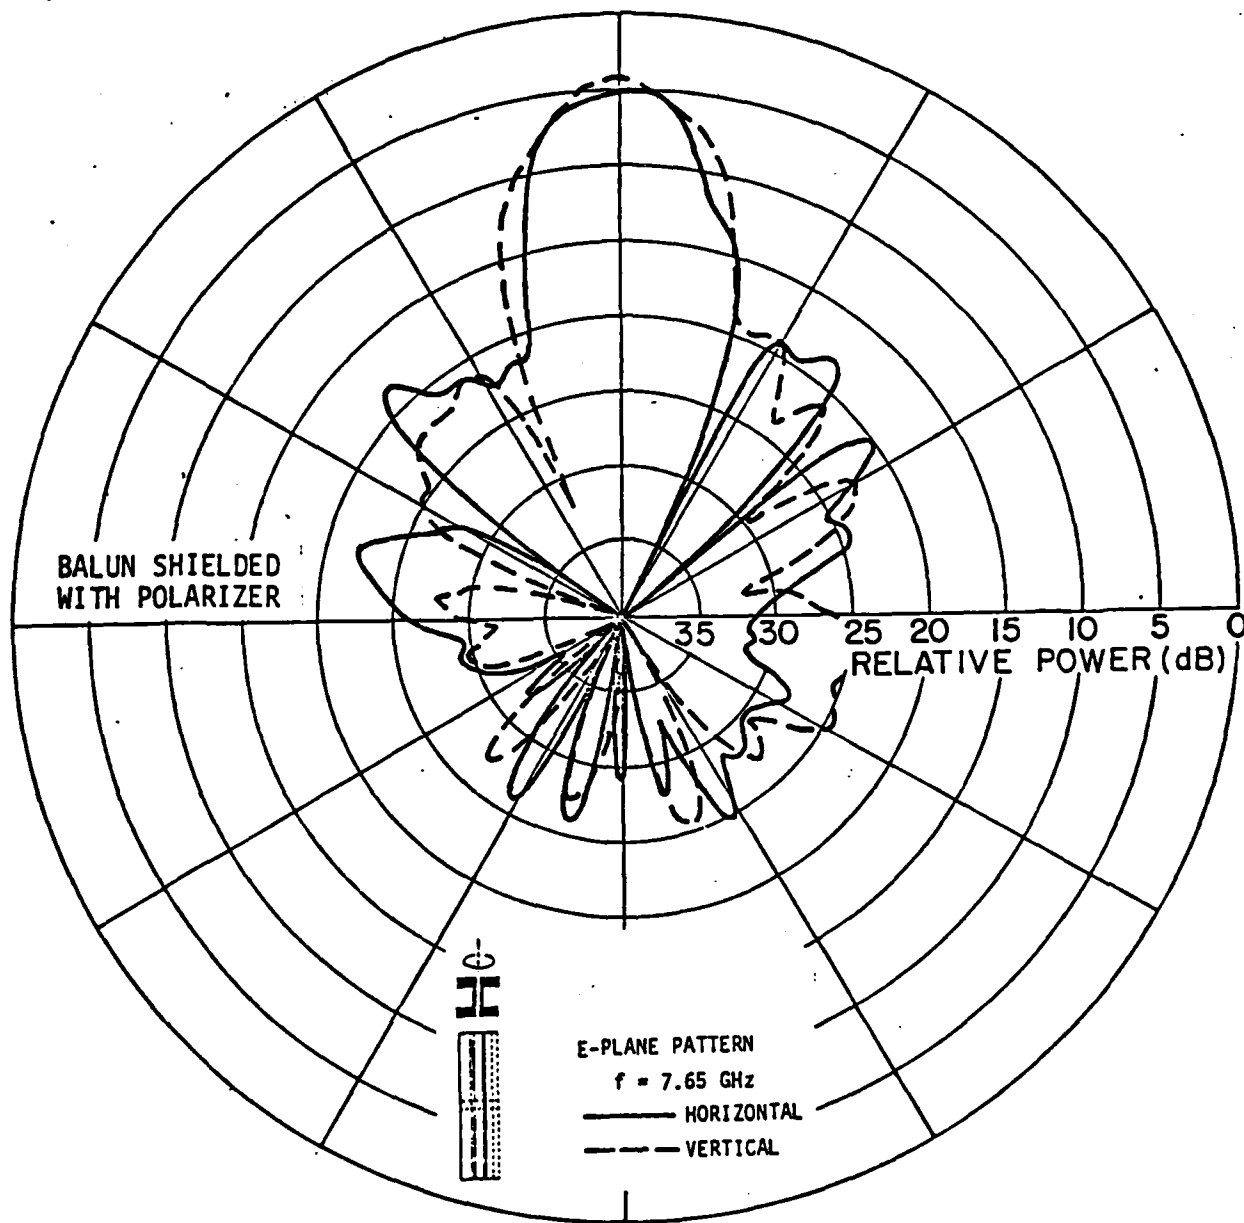 BALUN SHIELDED
WITH POLARIZER
35 30 25 20 15 10 5 0
RELATIVE POWER (dB)
E-PLANE PATTERN
f = 7.65 GHz
HORIZONTAL
VERTICAL